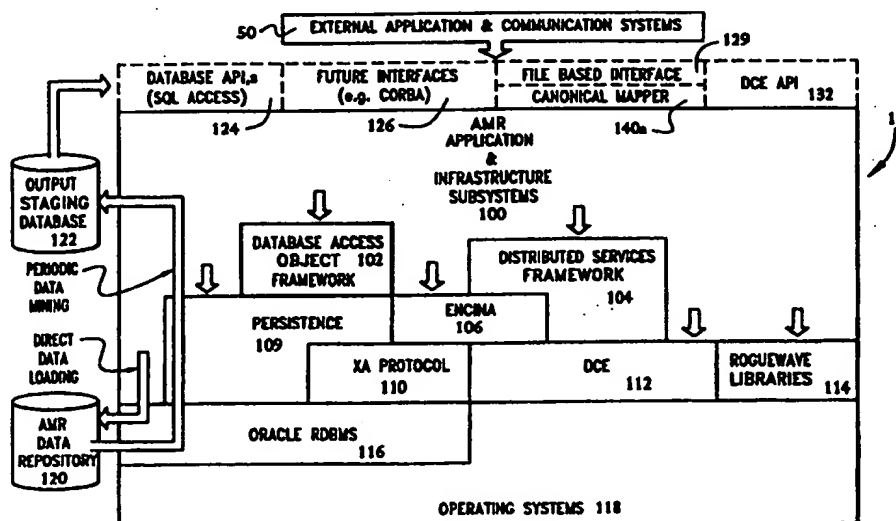 50
EXTERNAL APPLICATION & COMMUNICATION SYSTEMS
129
DATABASE API,s
(SQL ACCESS)
124
FUTURE INTERFACES
(e.g. CORBA)
126
FILE BASED INTERFACE
CANONICAL MAPPER
140a
DCE API
132
1
AMR
APPLICATION
&
INFRASTRUCTURE
SUBSYSTEMS
100
OUTPUT
STAGING
DATABASE
122
PERIODIC
DATA
MINING
DIRECT
DATA
LOADING
AMR
DATA
REPOSITORY
120
DATABASE ACCESS
OBJECT 102
FRAMEWORK
DISTRIBUTED SERVICES
FRAMEWORK
104
PERSISTENCE
109
ENCINA
106
XA PROTOCOL
110
DCE
112
ROGUEWAVE
LIBRARIES
114
ORACLE RDBMS
116
OPERATING SYSTEMS 118